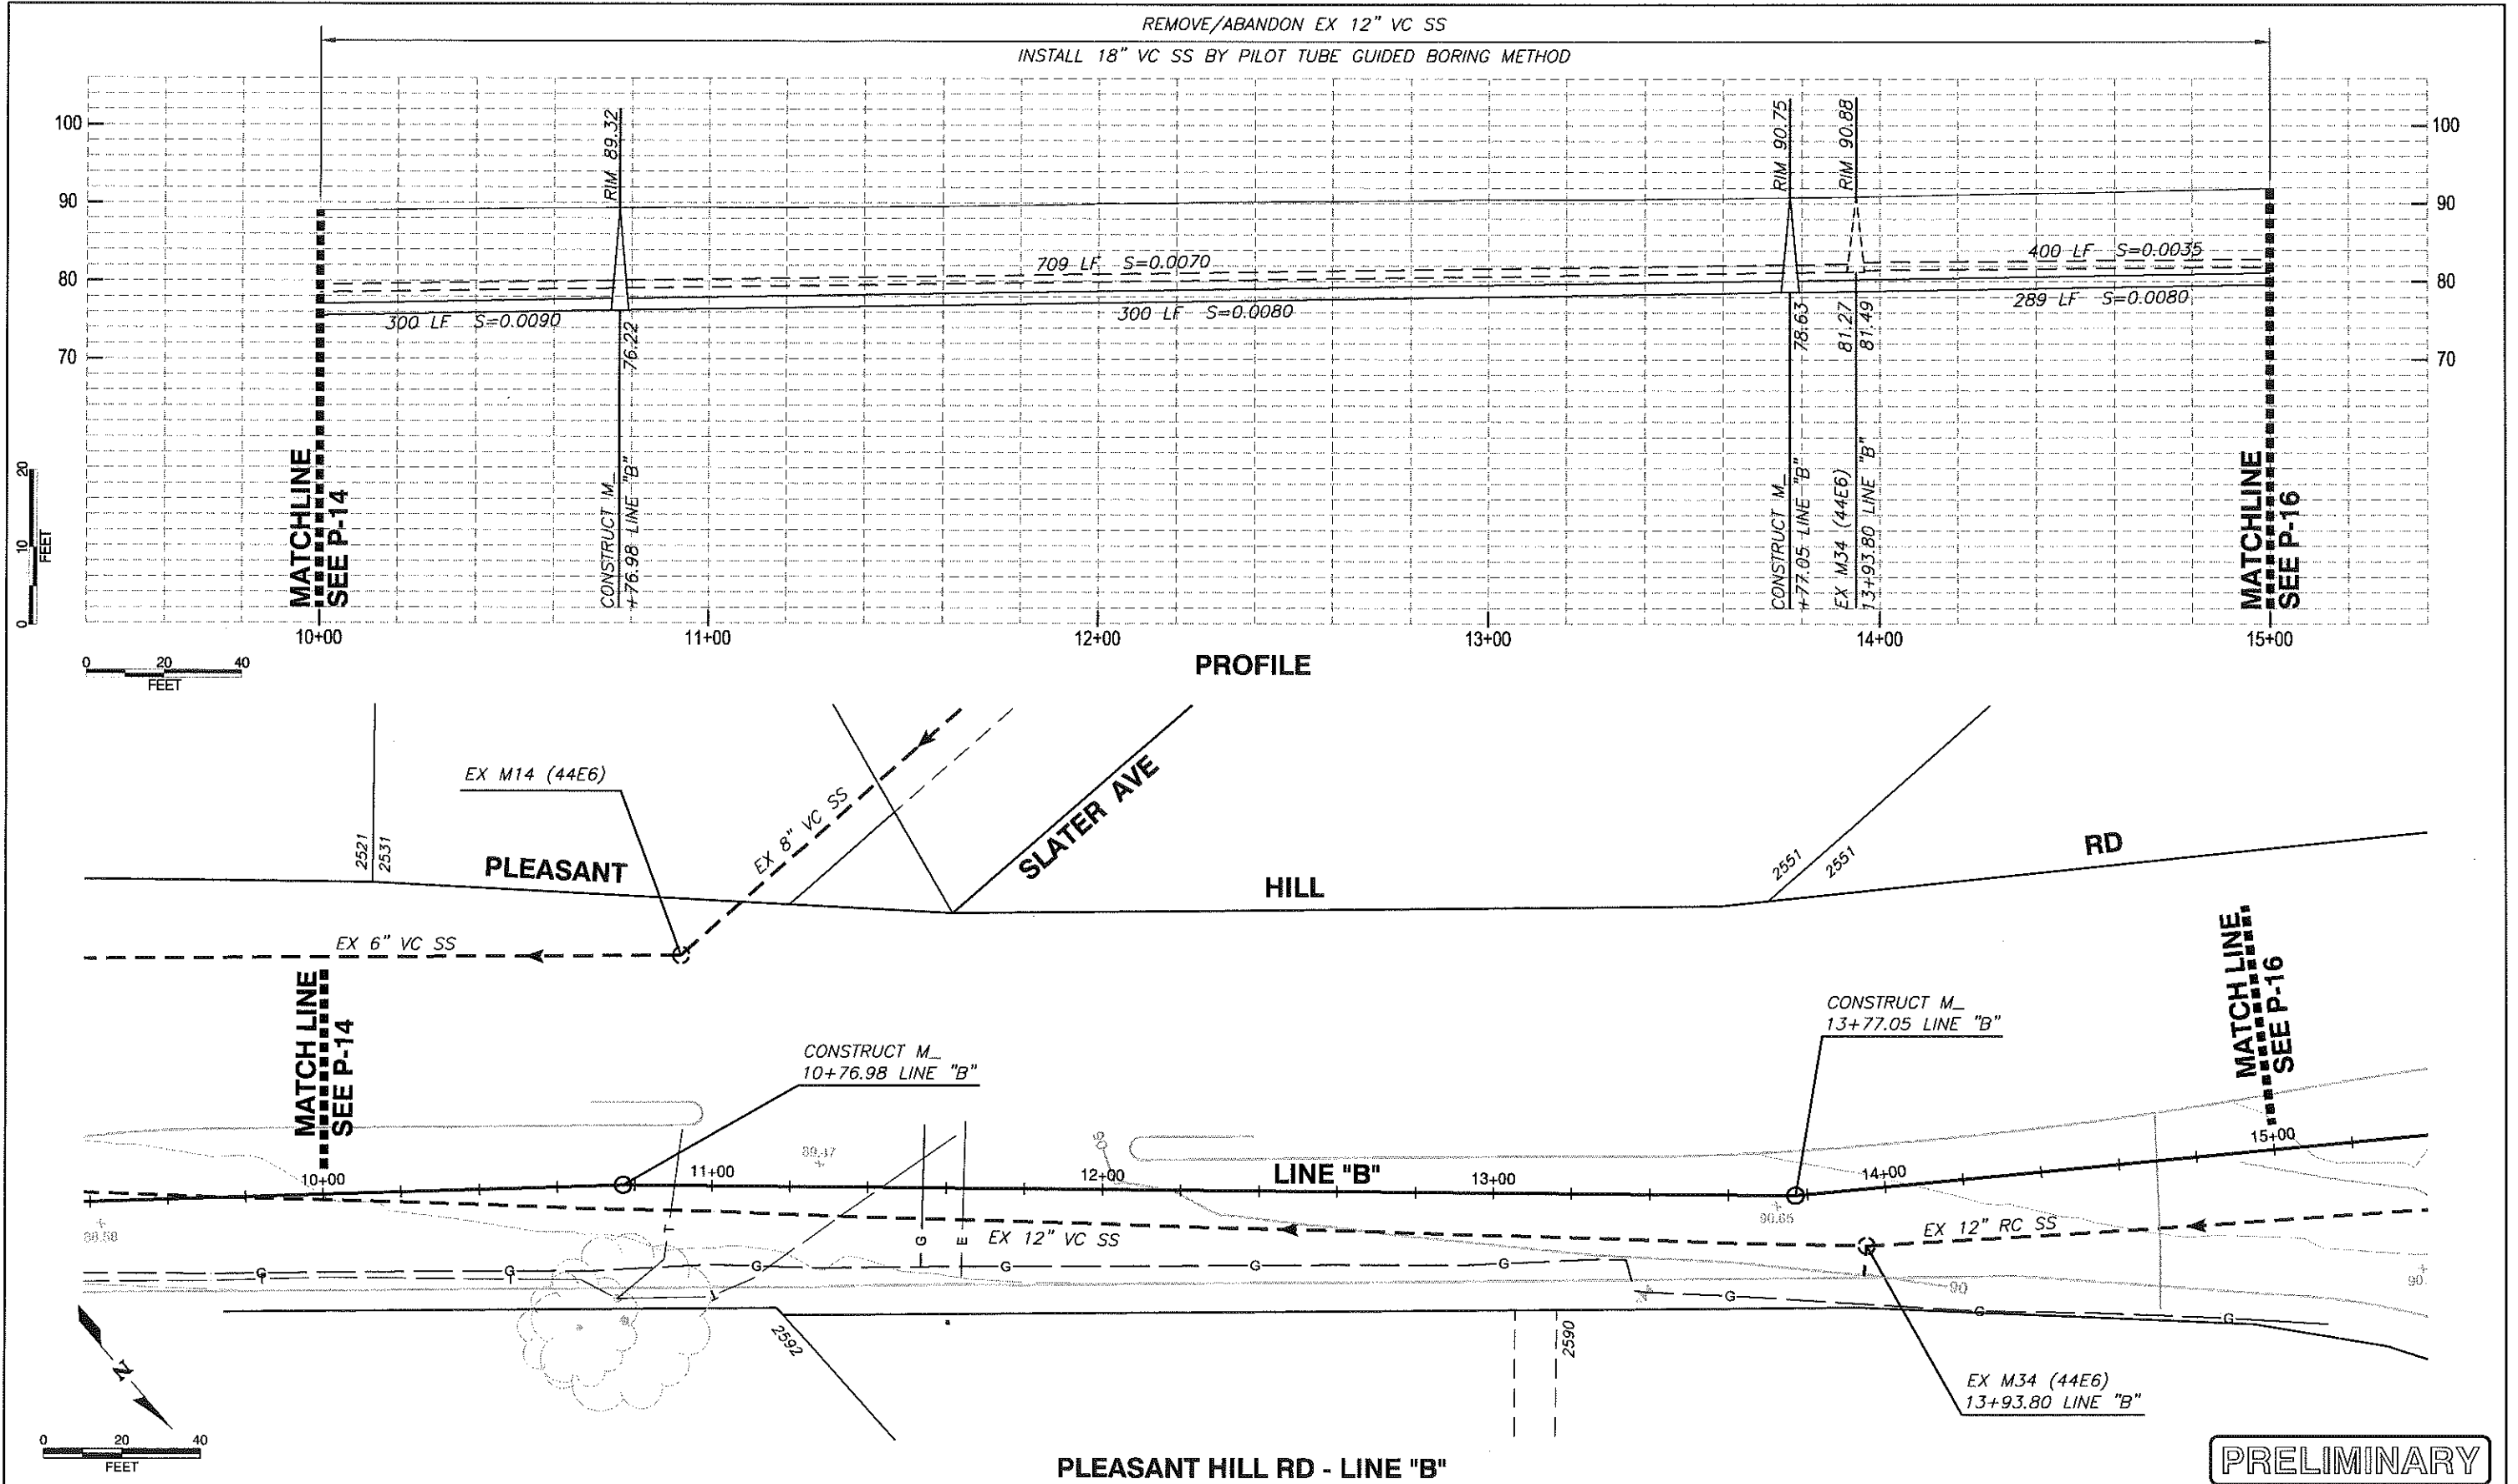 REMOVE/ABANDON EX 12" VC SS
INSTALL 18" VC SS BY PILOT TUBE GUIDED BORING METHOD
100
90
80
70
100
90
80
70
RIM 89.32
RIM 90.75
RIM 90.88
709 LF S=0.0070
400 LF S=0.0035
300 LF S=0.0090
300 LF S=0.0080
289 LF S=0.0080
76.22
78.63
81.27
81.49
MATCHLINE
SEE P-14
CONSTRUCT M_
+76.98 LINE "B"
CONSTRUCT M_
+77.05 LINE "B"
EX M34 (44E6)
13+93.80 LINE "B"
MATCHLINE
SEE P-16
0 10 20
FEET
10+00
11+00
12+00
13+00
14+00
15+00
0 20 40
FEET
PROFILE
EX M14 (44E6)
2521
2531
PLEASANT
EX 8" VC SS
SLATER AVE
HILL
2551
2551
RD
EX 6" VC SS
MATCH LINE
SEE P-14
MATCH LINE
SEE P-16
CONSTRUCT M_
10+76.98 LINE "B"
CONSTRUCT M_
13+77.05 LINE "B"
10+00
11+00
89.47
12+00
LINE "B"
13+00
14+00
15+00
88.58
90.65
T
G
E
EX 12" VC SS
EX 12" RC SS
G
G
G
G
G
G
G
G
G
T
T
90
90.
2592
2590
N
EX M34 (44E6)
13+93.80 LINE "B"
0 20 40
FEET
PLEASANT HILL RD - LINE "B"
PRELIMINARY